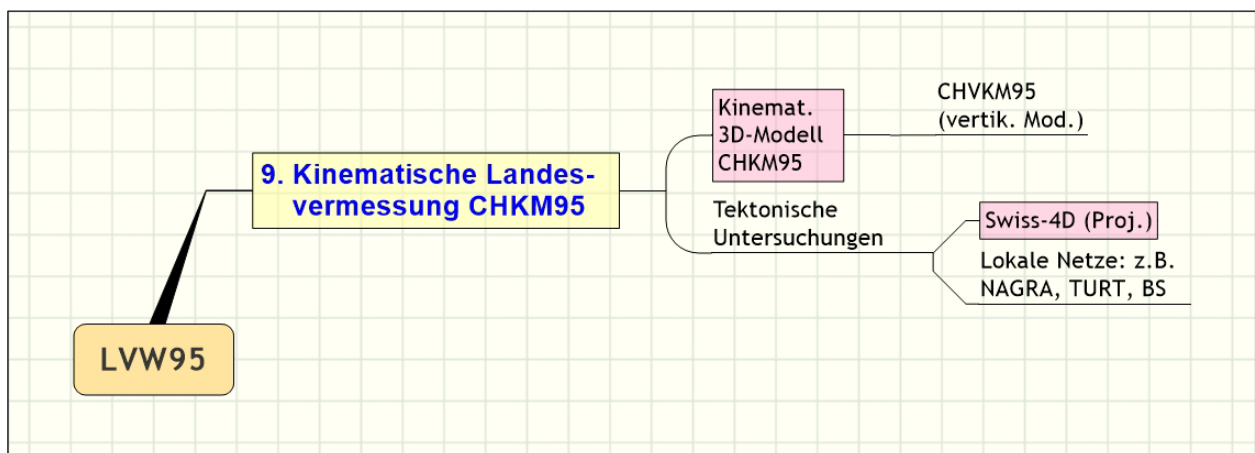 CHVKM95
(vertik. Mod.)
Kinemat.
3D-Modell
CHKM95
9. Kinematische Landes-
vermessung CHKM95
Tektonische
Untersuchungen
Swiss-4D (Proj.)
Lokale Netze: z.B.
NAGRA, TURT, BS
LVW95